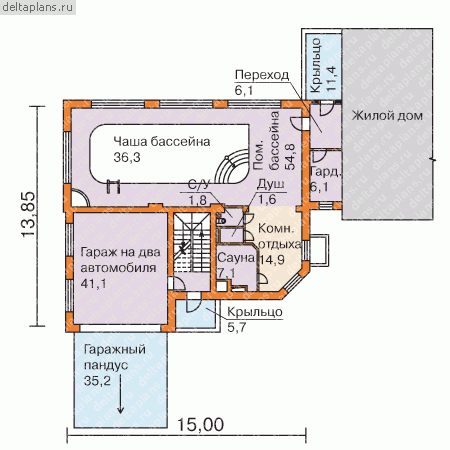 deltaplans.ru
Крыльцо
11,4
Переход
6,1
Жилой дом
Чаша бассейна
36,3
Пом.
бассейна
54,8
Гард.
6,1
С/У
1,8
Душ
1,6
13,85
Гараж на два
автомобиля
41,1
Комн.
отдыха
14,9
Сауна
7,1
Крыльцо
5,7
Гаражный
пандус
35,2
15,00